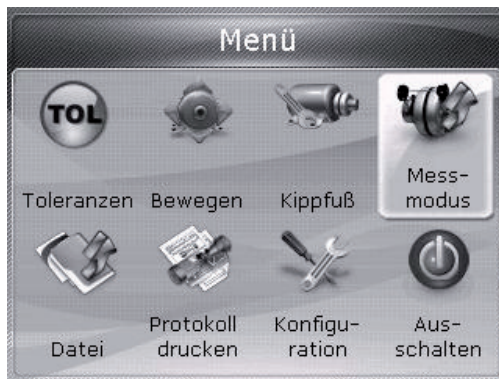 Menü
TOL
Toleranzen
Bewegen
Kippfuß
Mess-
modus
Datei
Protokoll
drucken
Konfigu-
ration
Aus-
schalten